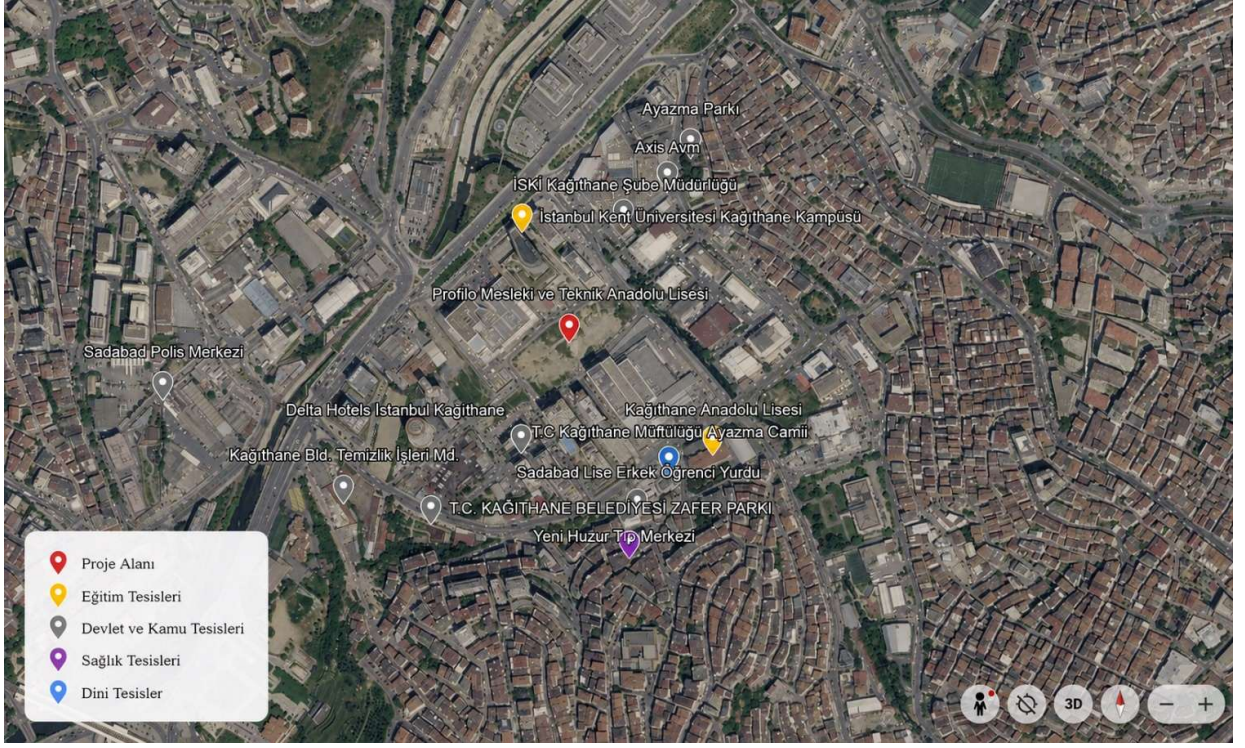 Ayazma Parkı
Axis Avm
İSKİ Kağıthane Şube Müdürlüğü
İstanbul Kent Üniversitesi Kağıthane Kampüsü
Profilo Mesleki ve Teknik Anadolu Lisesi
Sadabad Polis Merkezi
Delta Hotels Istanbul Kagithane
Kağıthane Anadolu Lisesi
T.C Kağıthane Müftülüğü Ayazma Camii
Kağıthane Bld. Temizlik İşleri Md.
Sadabad Lise Erkek Öğrenci Yurdu
T.C. KAĞITHANE BELEDİYESİ ZAFER PARKI
Yeni Huzur Tıp Merkezi
Proje Alanı
Eğitim Tesisleri
Devlet ve Kamu Tesisleri
Sağlık Tesisleri
Dini Tesisler
3D